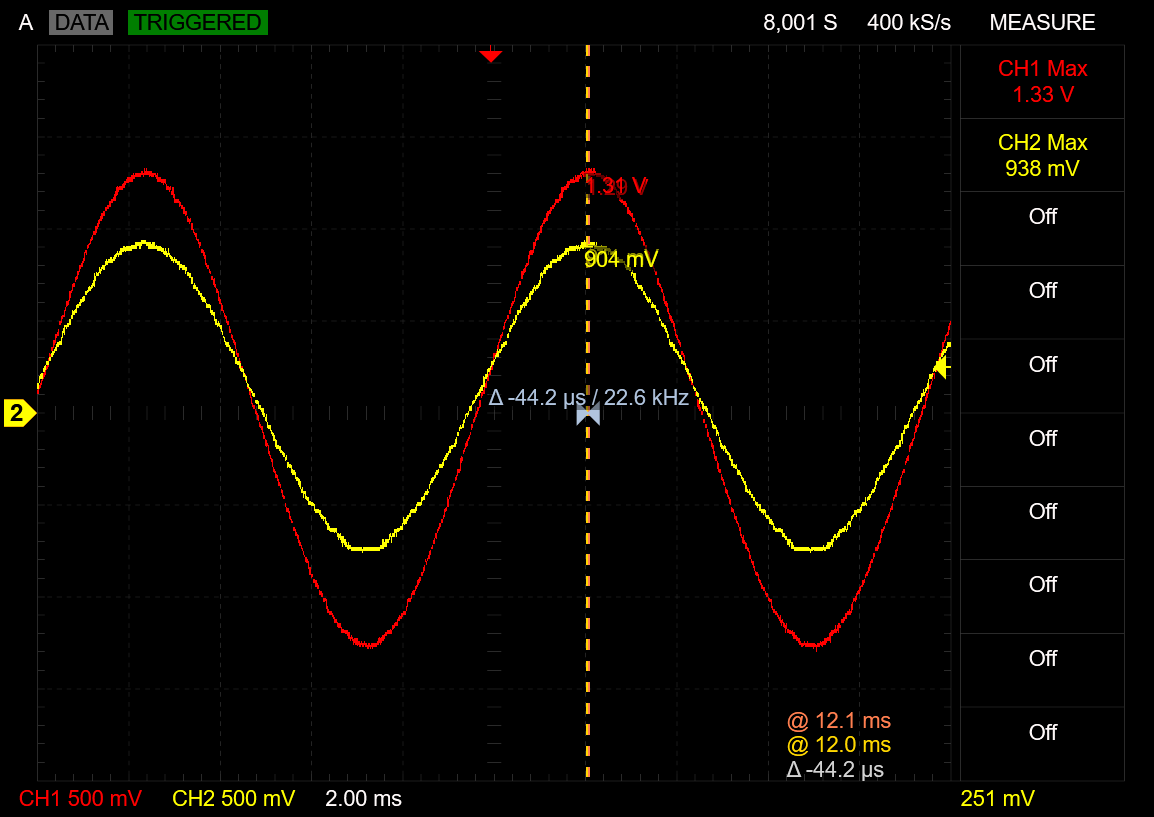 A DATA TRIGGERED 8,001 S 400 kS/s MEASURE
CH1 Max
1.33 V
CH2 Max
938 mV
Off
Off
Off
Off
Off
Off
Off
Off
1.31 V
904 mV
Δ -44.2 µs / 22.6 kHz
2
@ 12.1 ms
@ 12.0 ms
Δ -44.2 µs
CH1 500 mV CH2 500 mV 2.00 ms 251 mV